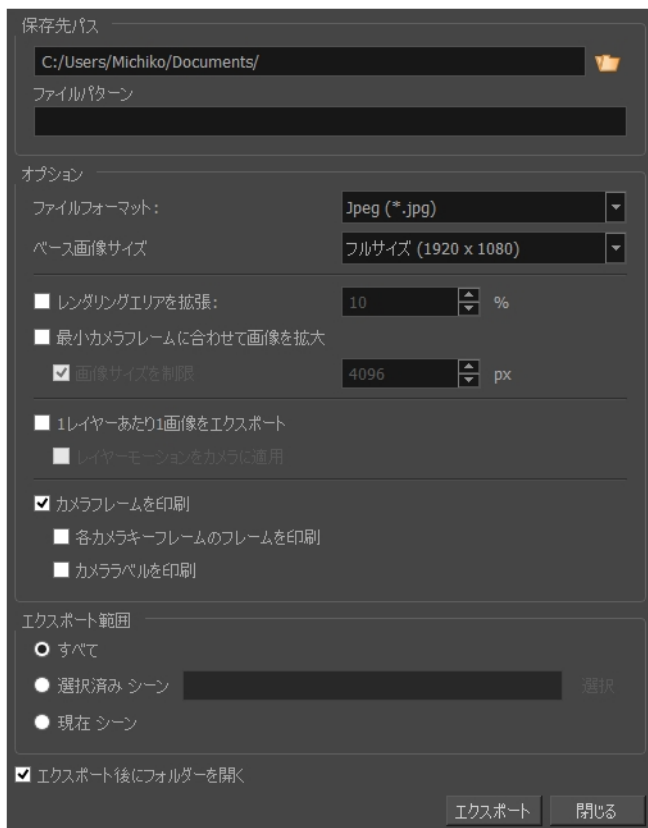 保存先パス
C:/Users/Michiko/Documents/
ファイルパターン
オプション
ファイルフォーマット:
Jpeg (*.jpg)
ベース画像サイズ
フルサイズ (1920 x 1080)
レンダリングエリアを拡張:
10
%
最小カメラフレームに合わせて画像を拡大
画像サイズを制限
4096
px
1レイヤーあたり1画像をエクスポート
レイヤーモーションをカメラに適用
カメラフレームを印刷
各カメラキーフレームのフレームを印刷
カメララベルを印刷
エクスポート範囲
すべて
選択済み シーン
選択
現在 シーン
エクスポート後にフォルダーを開く
エクスポート
閉じる